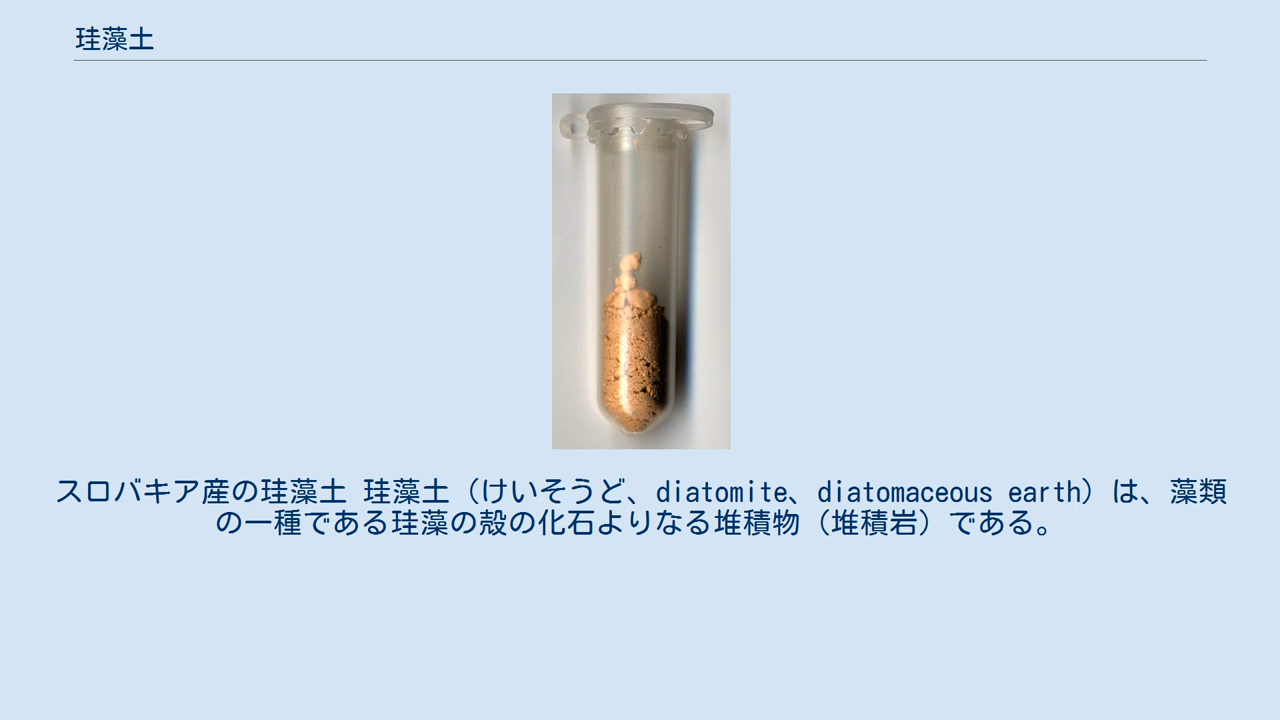 珪藻土
スロバキア産の珪藻土 珪藻土（けいそうど、diatomite、diatomaceous earth）は、藻類
の一種である珪藻の殻の化石よりなる堆積物（堆積岩）である。